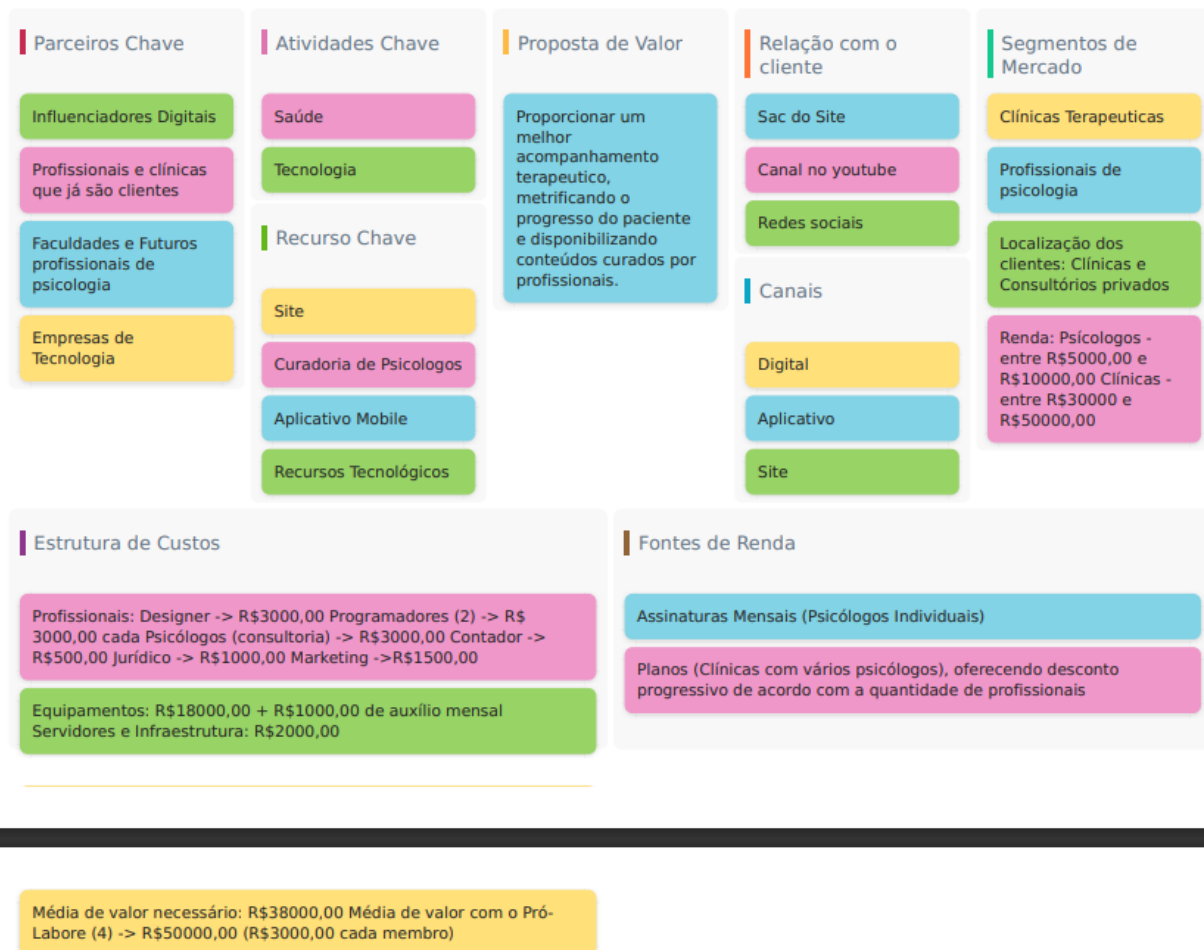 Parceiros Chave
Influenciadores Digitais
Profissionais e clínicas
que já são clientes
Faculdades e Futuros
profissionais de
psicologia
Empresas de
Tecnologia
Atividades Chave
Saúde
Tecnologia
Recurso Chave
Site
Curadoria de Psicologos
Aplicativo Mobile
Recursos Tecnológicos
Proposta de Valor
Proporcionar um
melhor
acompanhamento
terapeutico,
metrificando o
progresso do paciente
e disponibilizando
conteúdos curados por
profissionais.
Relação com o
cliente
Sac do Site
Canal no youtube
Redes sociais
Canais
Digital
Aplicativo
Site
Segmentos de
Mercado
Clínicas Terapeuticas
Profissionais de
psicologia
Localização dos
clientes: Clínicas e
Consultórios privados
Renda: Psícologos -
entre R$5000,00 e
R$10000,00 Clínicas -
entre R$30000 e
R$50000,00
Estrutura de Custos
Profissionais: Designer -> R$3000,00 Programadores (2) -> R$
3000,00 cada Psicólogos (consultoria) -> R$3000,00 Contador ->
R$500,00 Jurídico -> R$1000,00 Marketing ->R$1500,00
Equipamentos: R$18000,00 + R$1000,00 de auxílio mensal
Servidores e Infraestrutura: R$2000,00
Fontes de Renda
Assinaturas Mensais (Psicólogos Individuais)
Planos (Clínicas com vários psicólogos), oferecendo desconto
progressivo de acordo com a quantidade de profissionais
Média de valor necessário: R$38000,00 Média de valor com o Pró-
Labore (4) -> R$50000,00 (R$3000,00 cada membro)